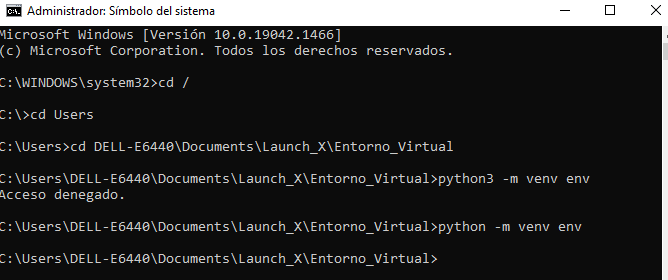 Administrador: Símbolo del sistema
Microsoft Windows [Versión 10.0.19042.1466]
(c) Microsoft Corporation. Todos los derechos reservados.
C:\WINDOWS\system32>cd /
C:\>cd Users
C:\Users>cd DELL-E6440\Documents\Launch_X\Entorno_Virtual
C:\Users\DELL-E6440\Documents\Launch_X\Entorno_Virtual>python3 -m venv env
Acceso denegado.
C:\Users\DELL-E6440\Documents\Launch_X\Entorno_Virtual>python -m venv env
C:\Users\DELL-E6440\Documents\Launch_X\Entorno_Virtual>